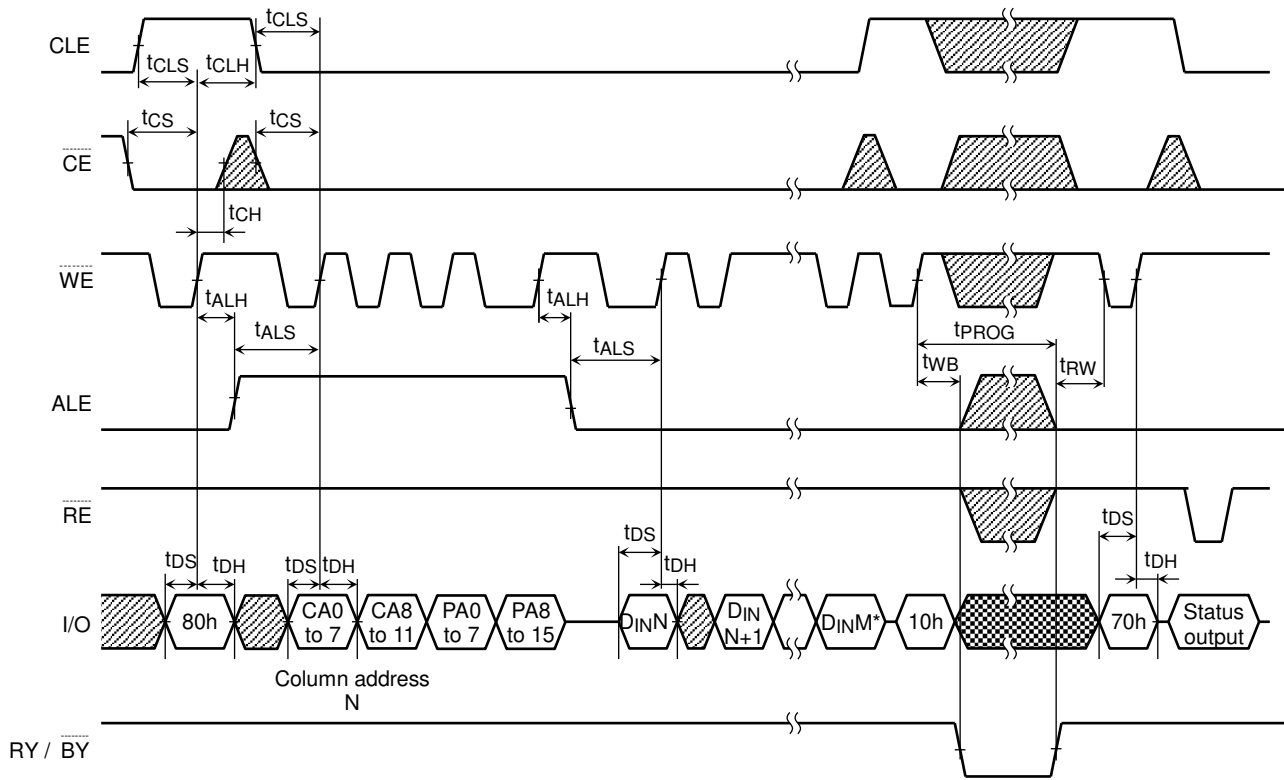 tCLS
CLE
tCLS tCLH
tCS tCS
CE
tCH
WE
tALH tALH
tPROG
tALS tALS
tWB tRW
ALE
RE
tDS
tDS tDH tDS tDH tDH tDH
I/O
80h
CA0 to 7
CA8 to 11
PA0 to 7
PA8 to 15
DINN
DIN N+1
DINM*
10h
70h
Status output
Column address
N
RY / BY